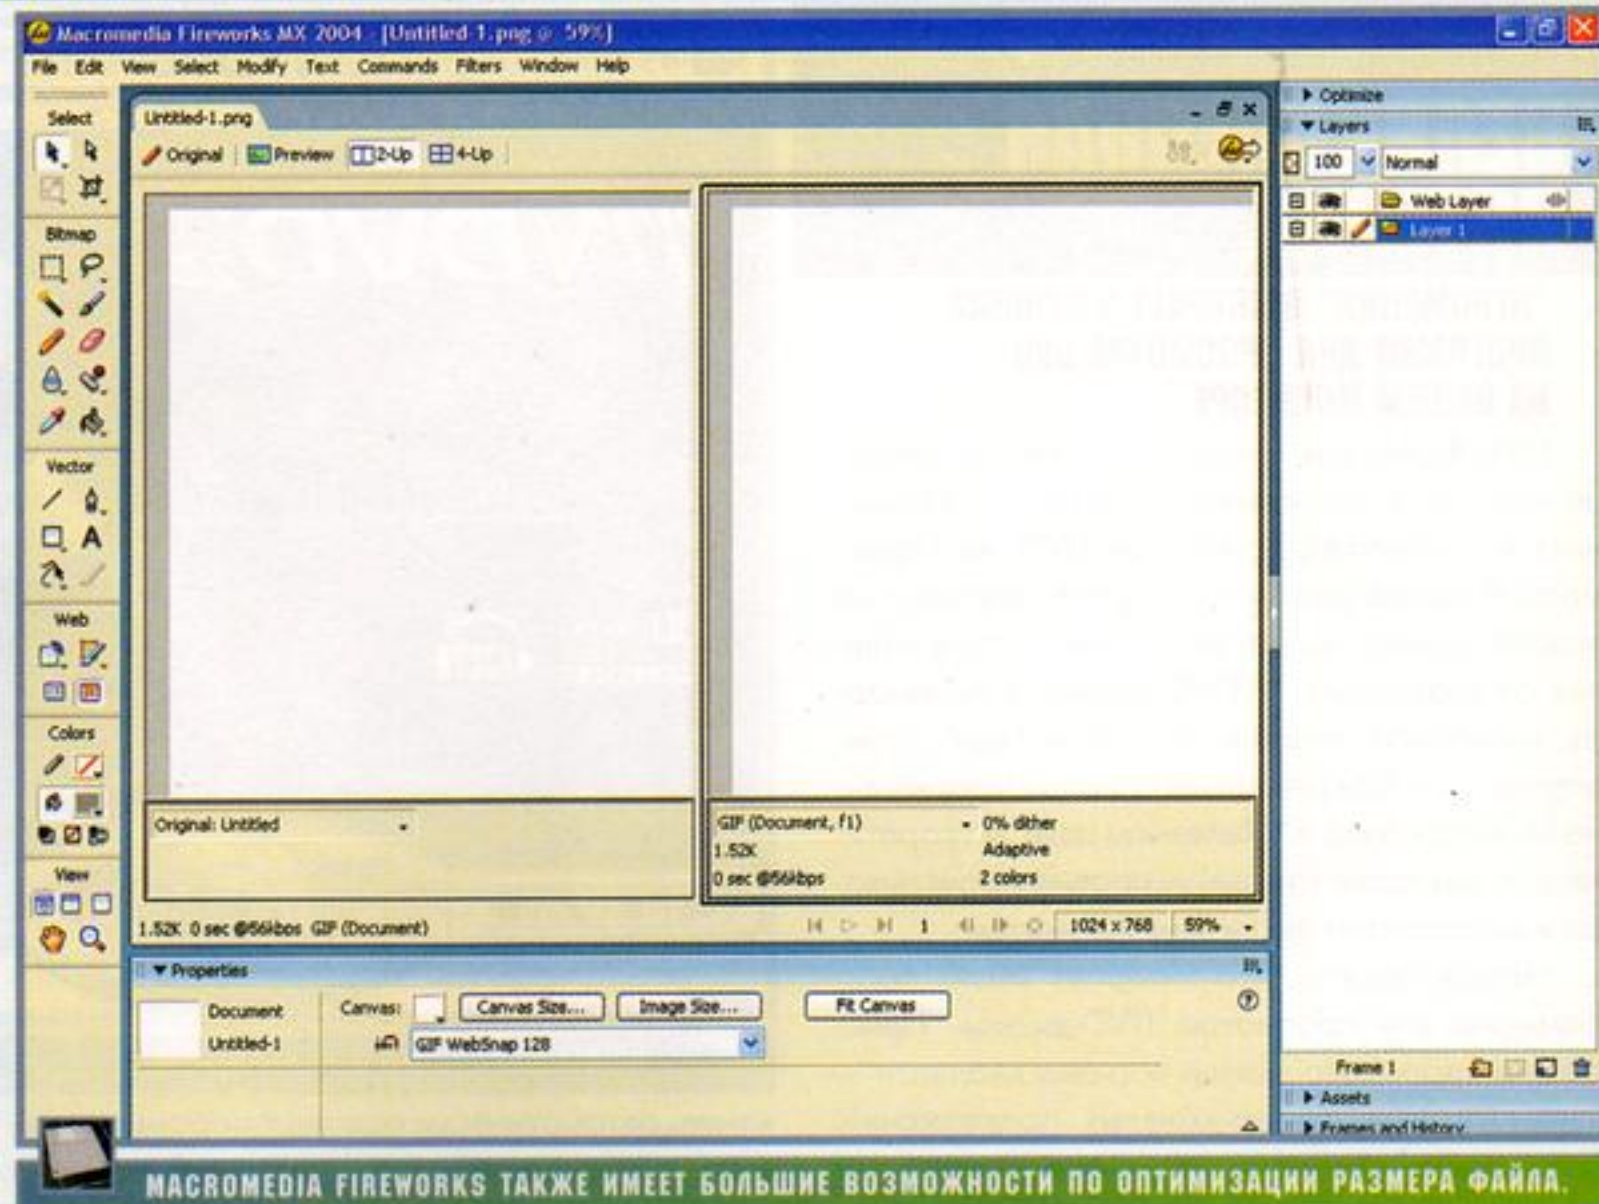 Macromedia Fireworks MX 2004 - [Untitled-1.png @ 59%]
File Edit View Select Modify Text Commands Filters Window Help
Select
Bitmap
Vector
Web
Colors
View
Untitled-1.png
Original Preview 2-Up 4-Up
Original: Untitled
GIF (Document, f1) 0% dither
1.52K Adaptive
0 sec @56kbps 2 colors
1.52K 0 sec @56kbps GIF (Document) 1 1024 x 768 59%
Properties
Document Canvas: Canvas Size... Image Size... Fit Canvas
Untitled-1 GIF WebSnap 128
Optimize
Layers
100 Normal
Web Layer
Layer 1
Frame 1
Assets
Frames and History
MACROMEDIA FIREWORKS ТАКЖЕ ИМЕЕТ БОЛЬШИЕ ВОЗМОЖНОСТИ ПО ОПТИМИЗАЦИИ РАЗМЕРА ФАЙЛА.